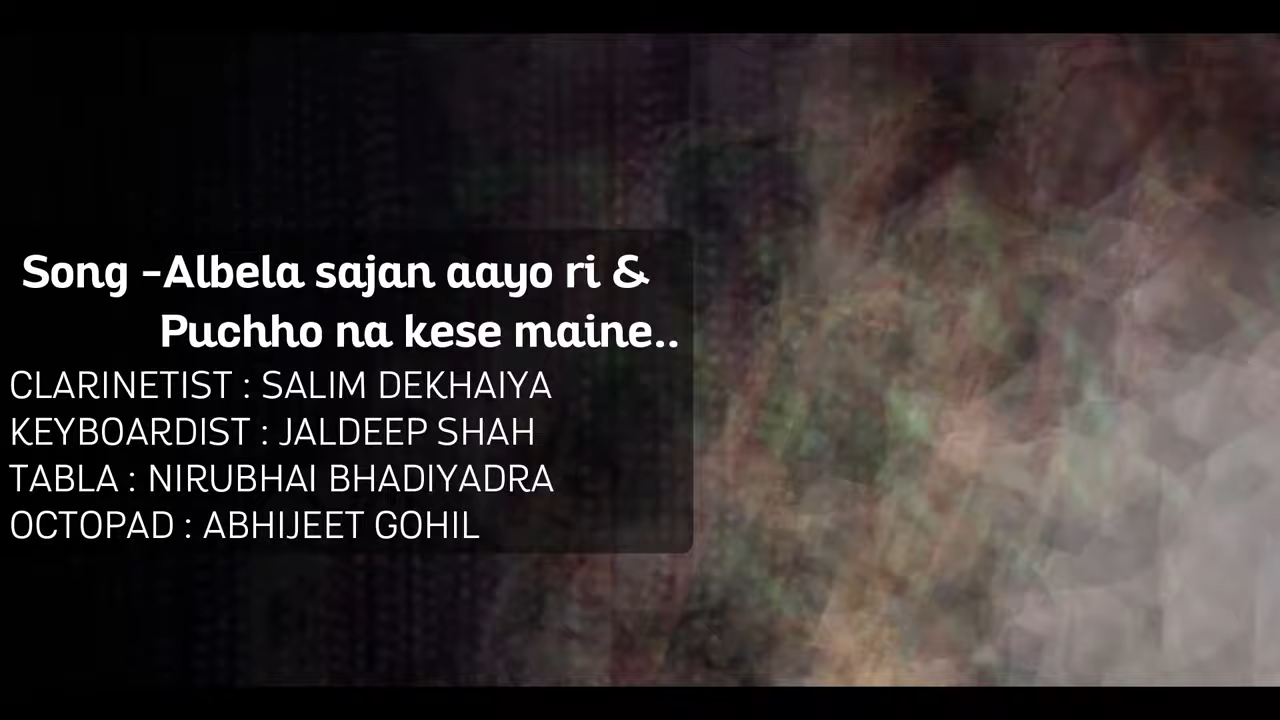 Song -Albela sajan aayo ri &
Puchho na kese maine..
CLARINETIST : SALIM DEKHAIYA
KEYBOARDIST : JALDEEP SHAH
TABLA : NIRUBHAI BHADIYADRA
OCTOPAD : ABHIJEET GOHIL